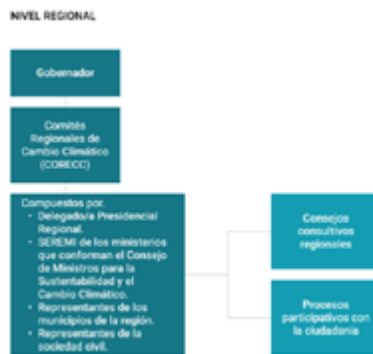 NIVEL REGIONAL
Gobernador
Comités
Regionales de
Cambio Climático
(CORECC)
Compuestos por:
• Delegado/a Presidencial
Regional.
• SEREMI de los ministerios
que conforman el Consejo
de Ministros para la
Sustentabilidad y el
Cambio Climático.
• Representantes de los
municipios de la región.
• Representantes de la
sociedad civil.
Consejos
consultivos
regionales
Procesos
participativos con
la ciudadanía